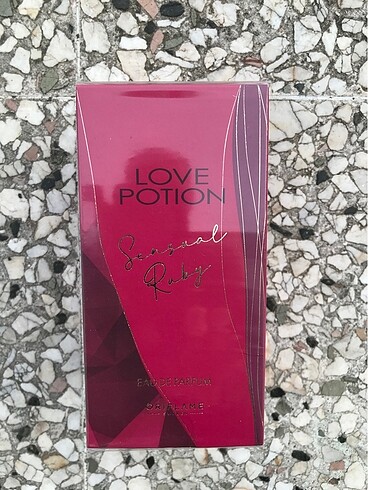 LOVE
POTION
Sensual
Ruby
EAU DE PARFUM
ORIFLAME